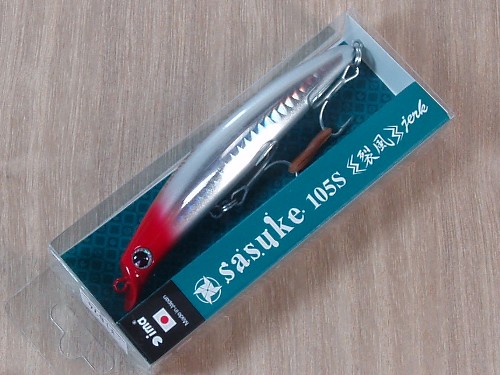 sasuke 105S 裂風 jerk
ima
Made in Japan